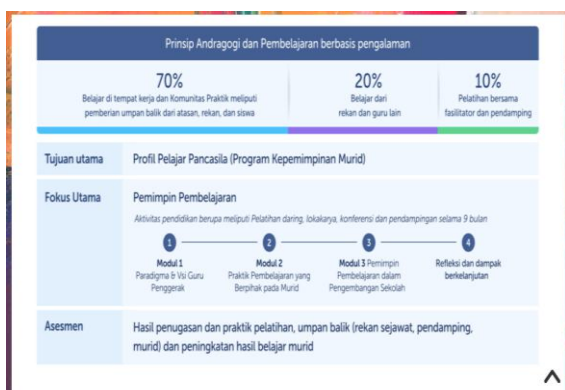 Prinsip Andragogi dan Pembelajaran berbasis pengalaman
70%
Belajar di tempat kerja dan Komunitas Praktik meliputi
pemberian umpan balik dari atasan, rekan, dan siswa
20%
Belajar dari
rekan dan guru lain
10%
Pelatihan bersama
fasilitator dan pendamping
Tujuan utama
Profil Pelajar Pancasila (Program Kepemimpinan Murid)
Fokus Utama
Pemimpin Pembelajaran
Aktivitas pendidikan berupa meliputi Pelatihan daring, lokakarya, konferensi dan pendampingan selama 9 bulan
1
2
3
4
Modul 1
Paradigma & Visi Guru
Penggerak
Modul 2
Praktik Pembelajaran yang
Berpihak pada Murid
Modul 3 Pemimpin
Pembelajaran dalam
Pengembangan Sekolah
Refleksi dan dampak
berkelanjutan
Asesmen
Hasil penugasan dan praktik pelatihan, umpan balik (rekan sejawat, pendamping,
murid) dan peningkatan hasil belajar murid